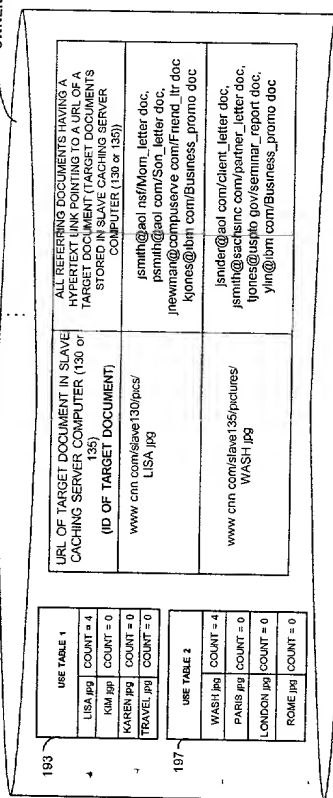 URL OF TARGET DOCUMENT IN SLAVE
CACHING SERVER COMPUTER (130 or
135)
(ID OF TARGET DOCUMENT)
ALL REFERRING DOCUMENTS HAVING A
HYPERTEXT LINK POINTING TO A URL OF A
TARGET DOCUMENT (TARGET DOCUMENTS
STORED IN SLAVE CACHING SERVER
COMPUTER (130 or 135))
www cnn com/slave130/pics/
LISA jpg
jsmith@aol nsf/Mom_letter doc,
psmith@aol com/Son_letter doc,
jnewman@compuserve com/Friend_ltr doc
kjones@ibm com/Business_promo doc
www cnn com/slave135/pictures/
WASH jpg
jsnider@aol com/client_letter doc,
jsmith@sachsinc com/partner_letter doc,
tjones@uspto gov/seminar_report doc,
ylin@ibm com/Business_promo doc
193
USE TABLE 1
LISA jpg COUNT = 4
KIM jpg COUNT = 0
KAREN jpg COUNT = 0
TRAVEL jpg COUNT = 0
197
USE TABLE 2
WASH jpg COUNT = 4
PARIS jpg COUNT = 0
LONDON jpg COUNT = 0
ROME jpg COUNT = 0